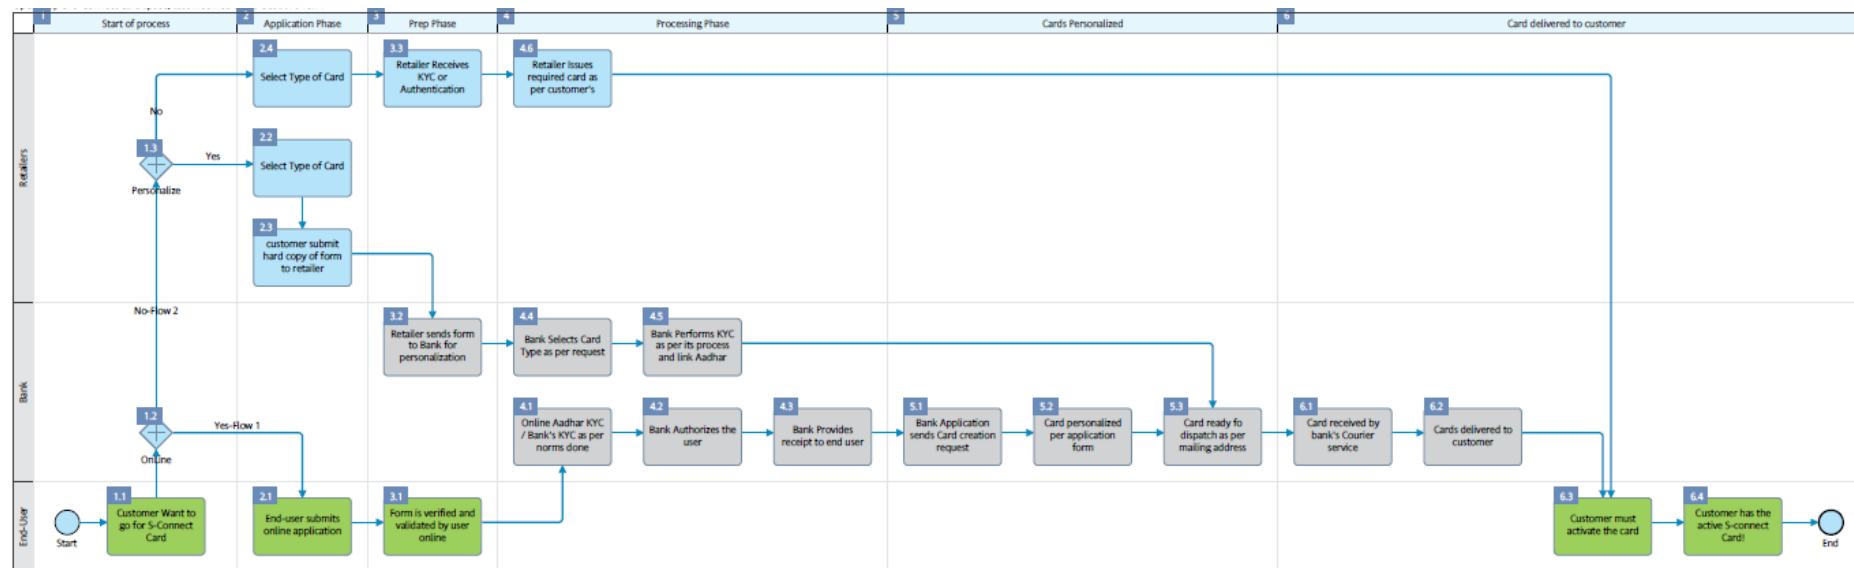 1 Start of process
2 Application Phase
3 Prep Phase
4 Processing Phase
5 Cards Personalized
6 Card delivered to customer
Retailers
2.4
Select Type of Card
3.3
Retailer Receives
KYC or
Authentication
4.6
Retailer Issues
required card as
per customer's
No
1.3
Personalize
Yes
2.2
Select Type of Card
2.3
customer submit
hard copy of form
to retailer
No-Flow 2
Bank
3.2
Retailer sends form
to Bank for
personalization
4.4
Bank Selects Card
Type as per request
4.5
Bank Performs KYC
as per its process
and link Aadhar
1.2
Online
Yes-Flow 1
4.1
Online Aadhar KYC
/ Bank's KYC as per
norms done
4.2
Bank Authorizes the
user
4.3
Bank Provides
receipt to end user
5.1
Bank Application
sends Card creation
request
5.2
Card personalized
per application
form
5.3
Card ready fo
dispatch as per
mailing address
6.1
Card received by
bank's Courier
service
6.2
Cards delivered to
customer
End-User
Start
1.1
Customer Want to
go for S-Connect
Card
2.1
End-user submits
online application
3.1
Form is verified and
validated by user
online
6.3
Customer must
activate the card
6.4
Customer has the
active S-connect
Card!
End